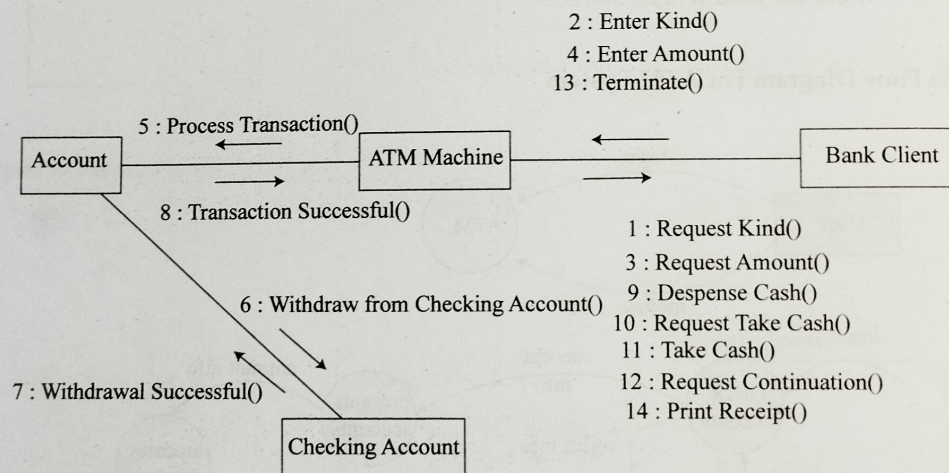 2 : Enter Kind()
4 : Enter Amount()
13 : Terminate()
5 : Process Transaction()
Account
ATM Machine
Bank Client
8 : Transaction Successful()
1 : Request Kind()
3 : Request Amount()
9 : Despense Cash()
6 : Withdraw from Checking Account()
10 : Request Take Cash()
11 : Take Cash()
7 : Withdrawal Successful()
12 : Request Continuation()
14 : Print Receipt()
Checking Account